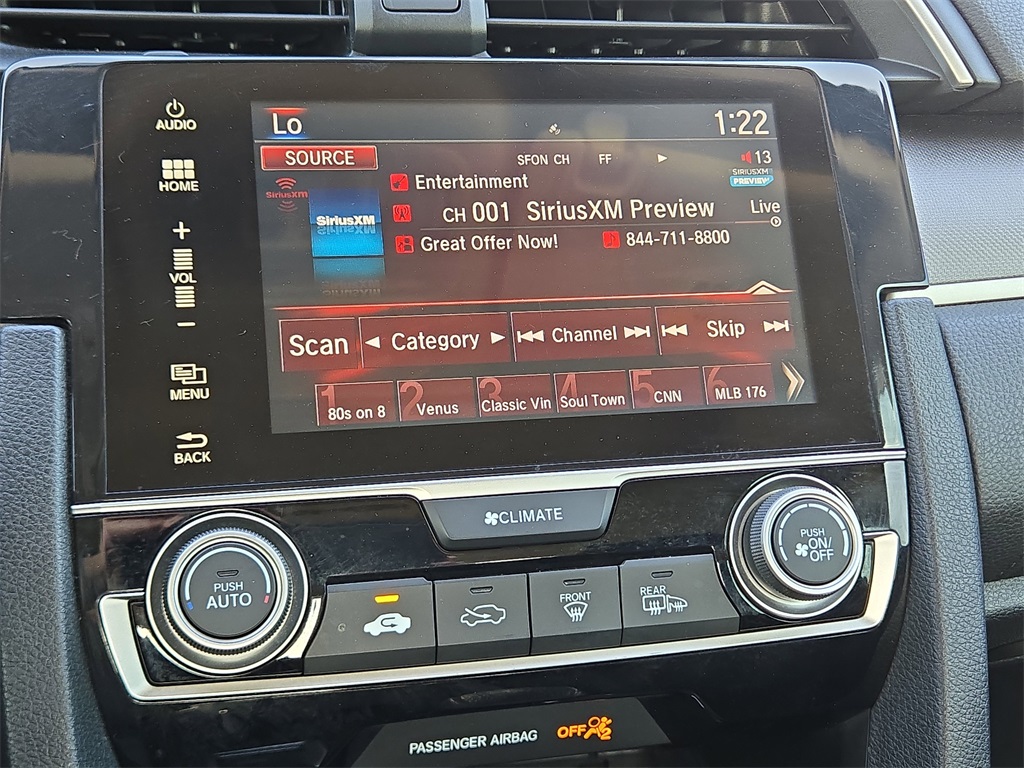 AUDIO
Lo
1:22
SOURCE
SFON CH FF
13
SIRIUSXM
PREVIEW
HOME
SiriusXM
SiriusXM
Entertainment
CH 001 SiriusXM Preview
Live
Great Offer Now!
844-711-8800
+
VOL
−
Scan
Category
Channel
Skip
MENU
1 80s on 8
2 Venus
3 Classic Vin
4 Soul Town
5 CNN
6 MLB 176
BACK
CLIMATE
PUSH
AUTO
FRONT
REAR
PUSH
ON/
OFF
PASSENGER AIRBAG
OFF
2